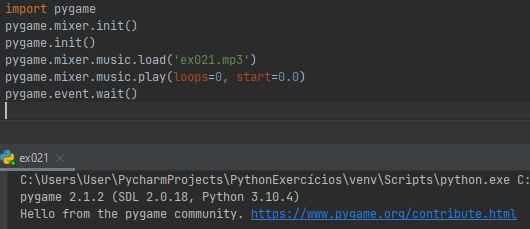 import pygame
pygame.mixer.init()
pygame.init()
pygame.mixer.music.load('ex021.mp3')
pygame.mixer.music.play(loops=0, start=0.0)
pygame.event.wait()
ex021 ×
C:\Users\User\PycharmProjects\PythonExercícios\venv\Scripts\python.exe C:
pygame 2.1.2 (SDL 2.0.18, Python 3.10.4)
Hello from the pygame community. https://www.pygame.org/contribute.html